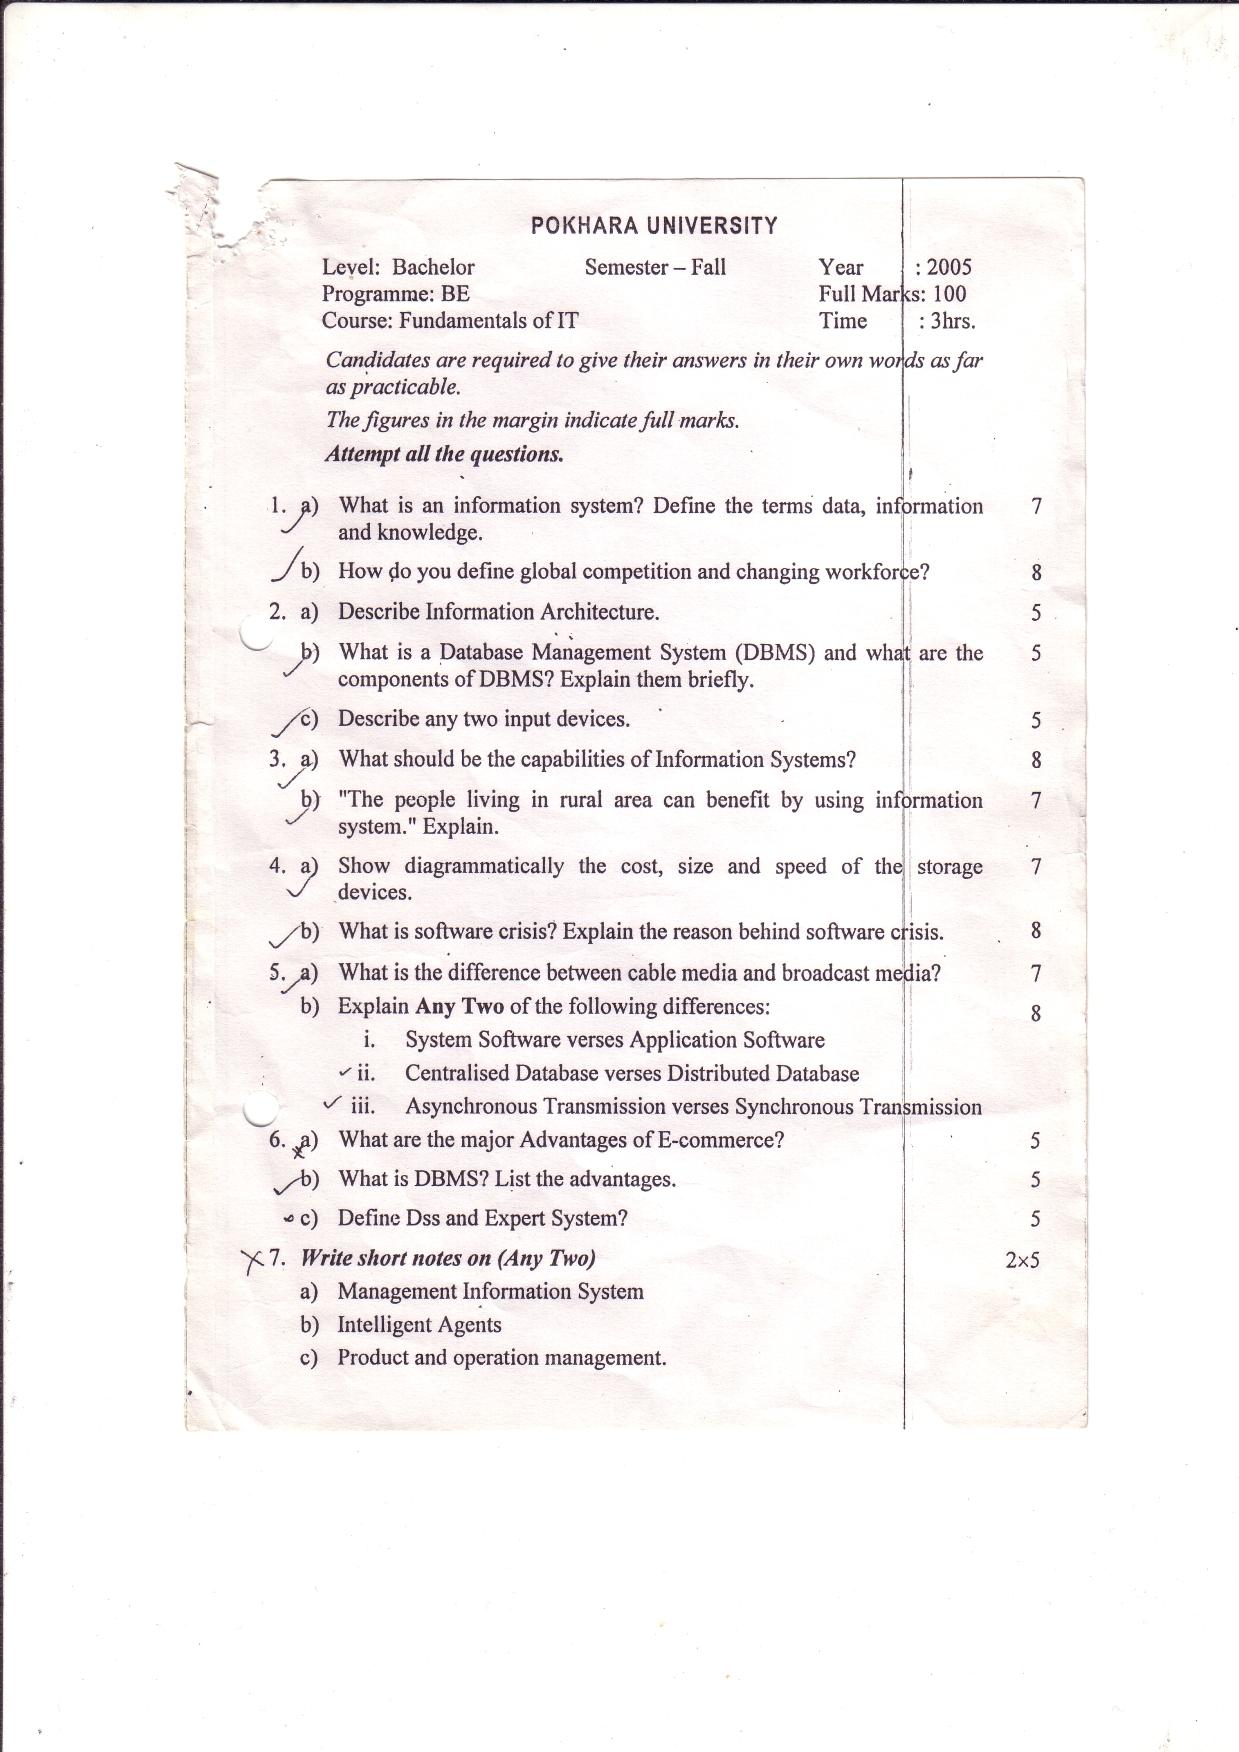 POKHARA UNIVERSITY
Level: Bachelor Semester – Fall Year : 2005
Programme: BE Full Marks: 100
Course: Fundamentals of IT Time : 3hrs.
Candidates are required to give their answers in their own words as far
as practicable.
The figures in the margin indicate full marks.
Attempt all the questions.
1. a) What is an information system? Define the terms data, information 7
and knowledge.
b) How do you define global competition and changing workforce? 8
2. a) Describe Information Architecture. 5
b) What is a Database Management System (DBMS) and what are the 5
components of DBMS? Explain them briefly.
c) Describe any two input devices. 5
3. a) What should be the capabilities of Information Systems? 8
b) "The people living in rural area can benefit by using information 7
system." Explain.
4. a) Show diagrammatically the cost, size and speed of the storage 7
devices.
b) What is software crisis? Explain the reason behind software crisis. 8
5. a) What is the difference between cable media and broadcast media? 7
b) Explain Any Two of the following differences: 8
i. System Software verses Application Software
ii. Centralised Database verses Distributed Database
iii. Asynchronous Transmission verses Synchronous Transmission
6. a) What are the major Advantages of E-commerce? 5
b) What is DBMS? List the advantages. 5
c) Define Dss and Expert System? 5
7. Write short notes on (Any Two) 2×5
a) Management Information System
b) Intelligent Agents
c) Product and operation management.